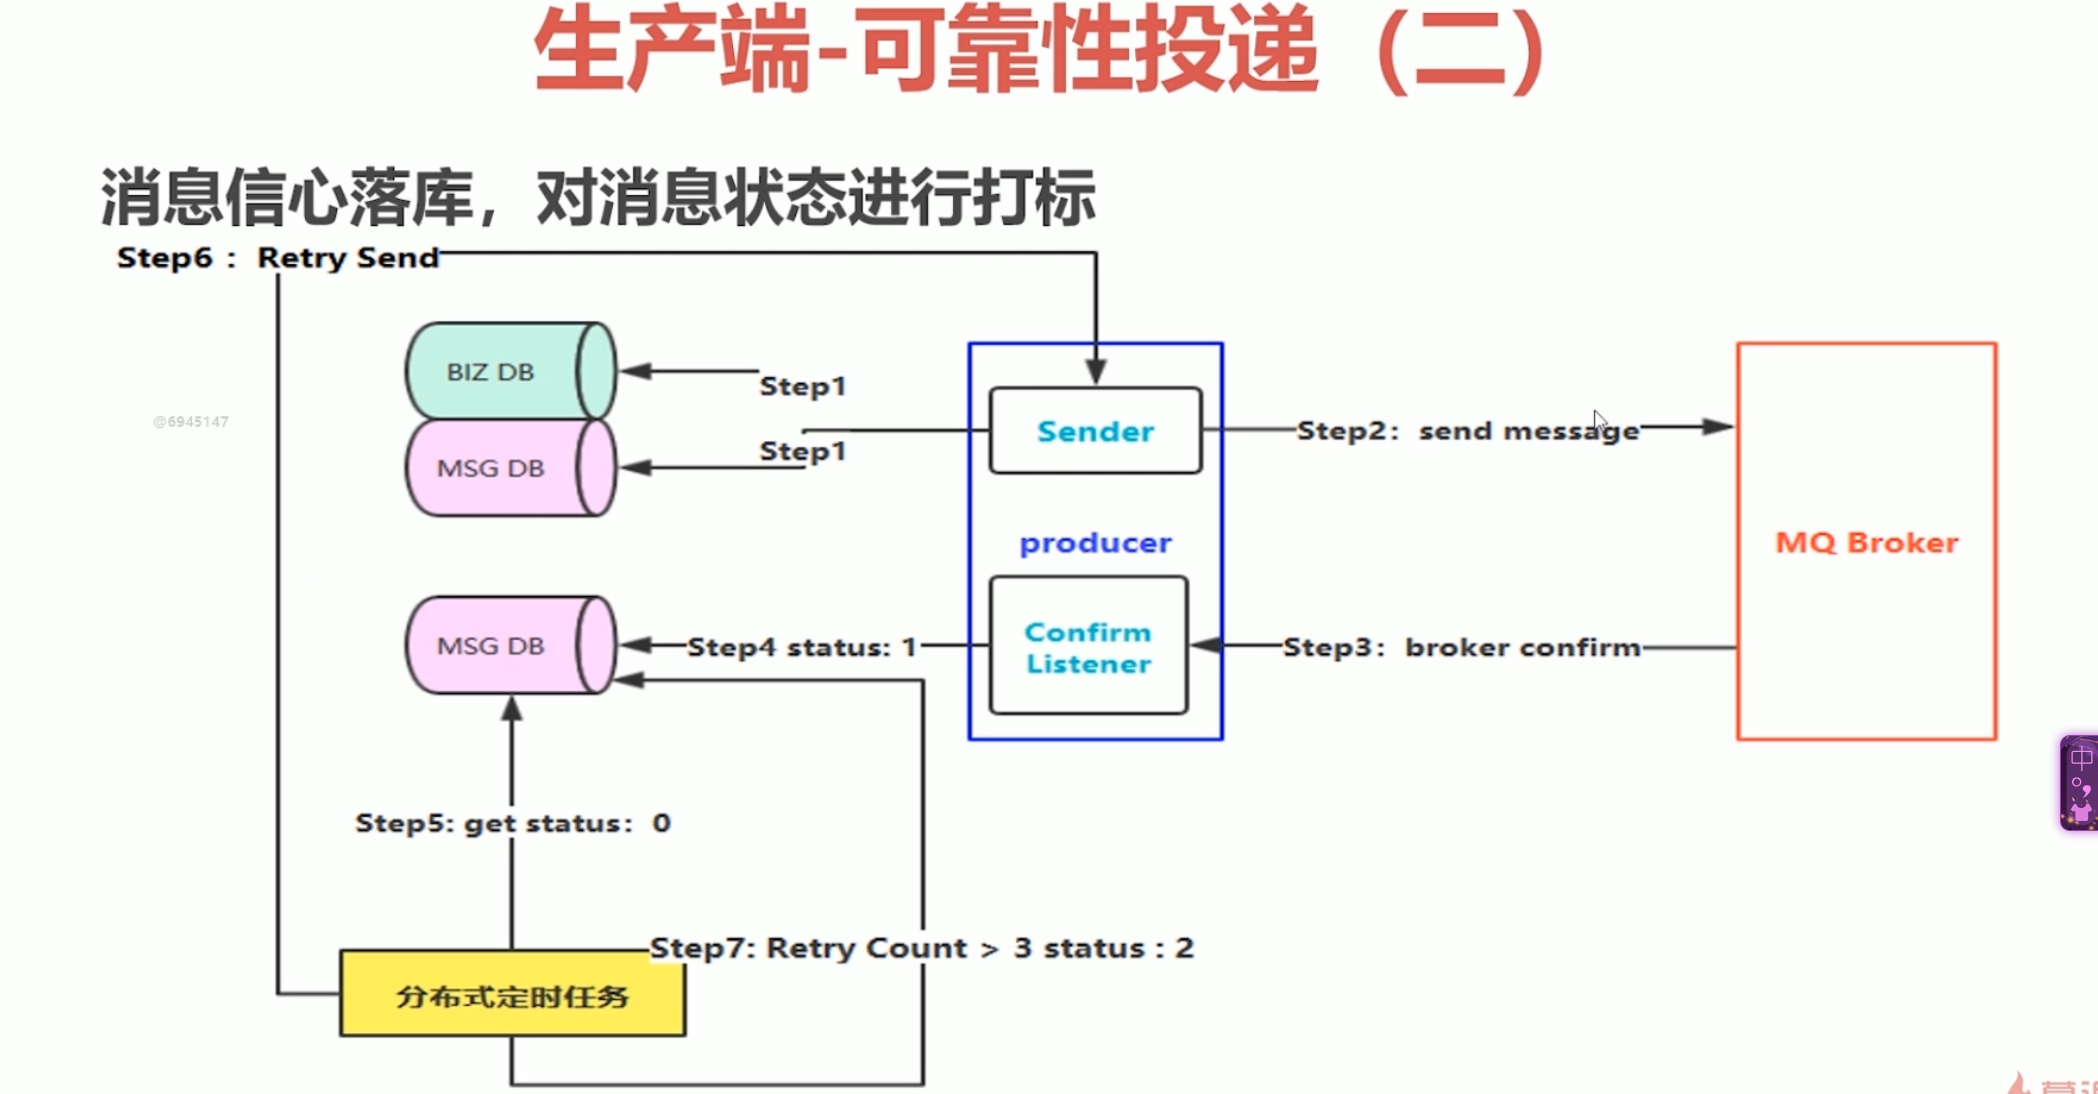 生产端-可靠性投递（二）
消息信心落库，对消息状态进行打标
Step6： Retry Send
BIZ DB
Step1
@6945147
Sender
Step2：send message
Step1
MSG DB
producer
MQ Broker
Confirm
Listener
MSG DB
Step4 status: 1
Step3：broker confirm
中
Step5: get status：0
Step7: Retry Count > 3 status : 2
分布式定时任务